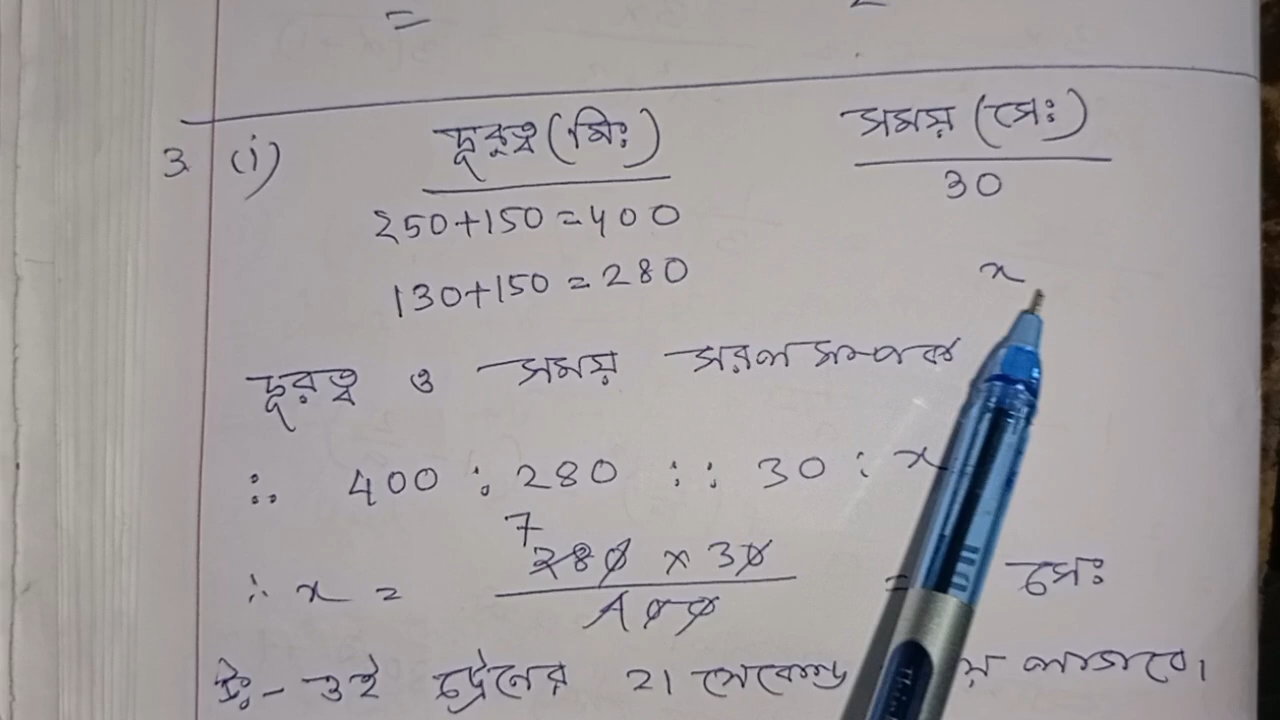 3 (i) দূরত্ব (মিঃ) সময় (সেঃ)
250+150=400 30
130+150=280 x
দূরত্ব ও সময় সরল সম্পর্ক
∴ 400 : 280 :: 30 : x
7
∴ x = 280 x 30 = সেঃ
400
উঃ- ওই ট্রেনের 21 সেকেন্ড লাগবে।